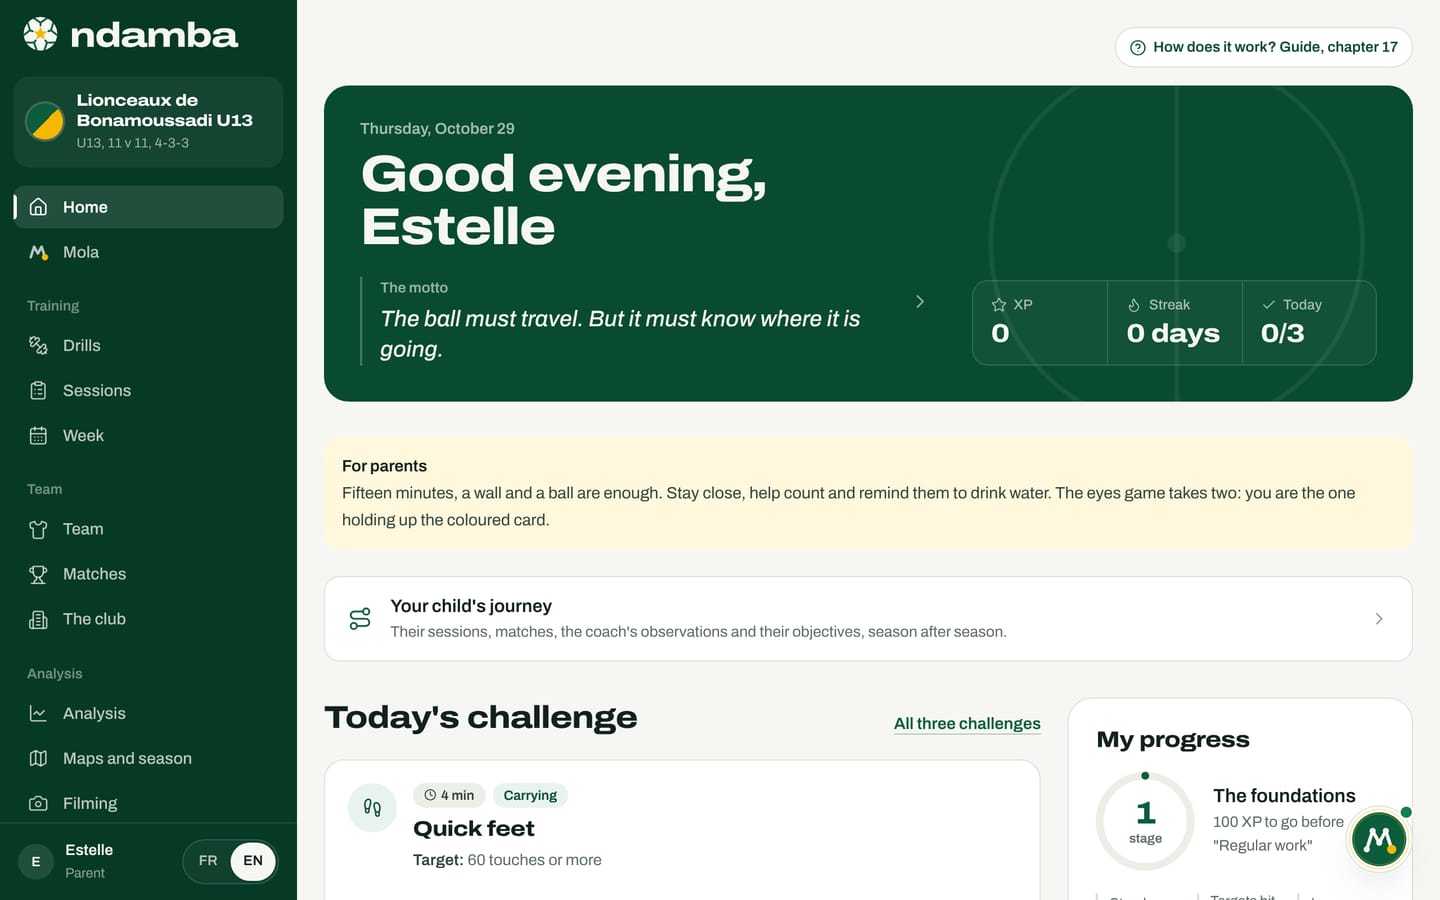 ndamba
Lionceaux de
Bonamoussadi U13
U13, 11 v 11, 4-3-3
Home
Mola
Training
Drills
Sessions
Week
Team
Team
Matches
The club
Analysis
Analysis
Maps and season
Filming
E
Estelle
Parent
FR
EN
How does it work? Guide, chapter 17
Thursday, October 29
Good evening,
Estelle
The motto
The ball must travel. But it must know where it is
going.
XP
0
Streak
0 days
Today
0/3
For parents
Fifteen minutes, a wall and a ball are enough. Stay close, help count and remind them to drink water. The eyes game takes two: you are the one
holding up the coloured card.
Your child's journey
Their sessions, matches, the coach's observations and their objectives, season after season.
Today's challenge
All three challenges
4 min
Carrying
Quick feet
Target: 60 touches or more
My progress
1
stage
The foundations
100 XP to go before
"Regular work"
Targets hit